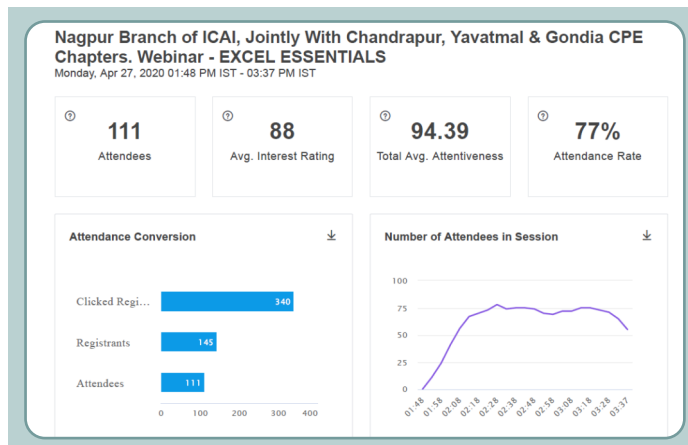 Nagpur Branch of ICAI, Jointly With Chandrapur, Yavatmal & Gondia CPE
Chapters. Webinar - EXCEL ESSENTIALS
Monday, Apr 27, 2020 01:48 PM IST - 03:37 PM IST
111
Attendees
88
Avg. Interest Rating
94.39
Total Avg. Attentiveness
77%
Attendance Rate
Attendance Conversion
Clicked Regi...
340
Registrants
145
Attendees
111
0 100 200 300 400
Number of Attendees in Session
100
75
50
25
0
01:48 01:58 02:08 02:18 02:28 02:38 02:48 02:58 03:08 03:18 03:28 03:37